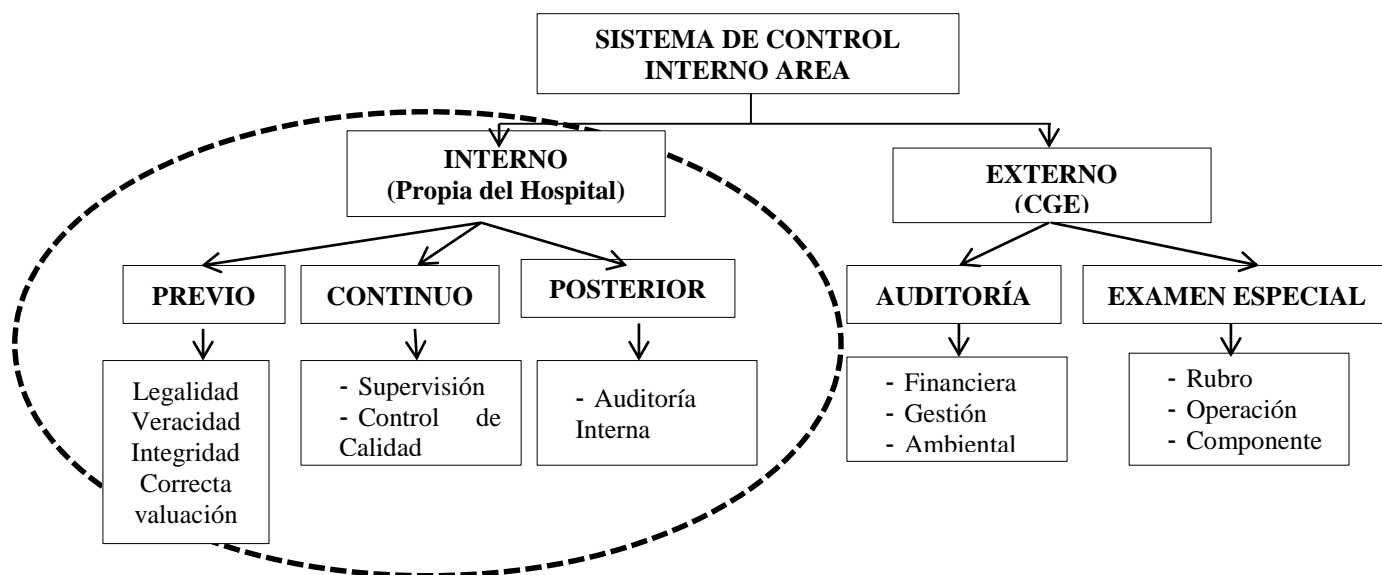 SISTEMA DE CONTROL
INTERNO AREA
INTERNO
(Propia del Hospital)
EXTERNO
(CGE)
PREVIO
CONTINUO
POSTERIOR
AUDITORÍA
EXAMEN ESPECIAL
Legalidad
Veracidad
Integridad
Correcta
valuación
- Supervisión
- Control de
Calidad
- Auditoría
Interna
- Financiera
- Gestión
- Ambiental
- Rubro
- Operación
- Componente